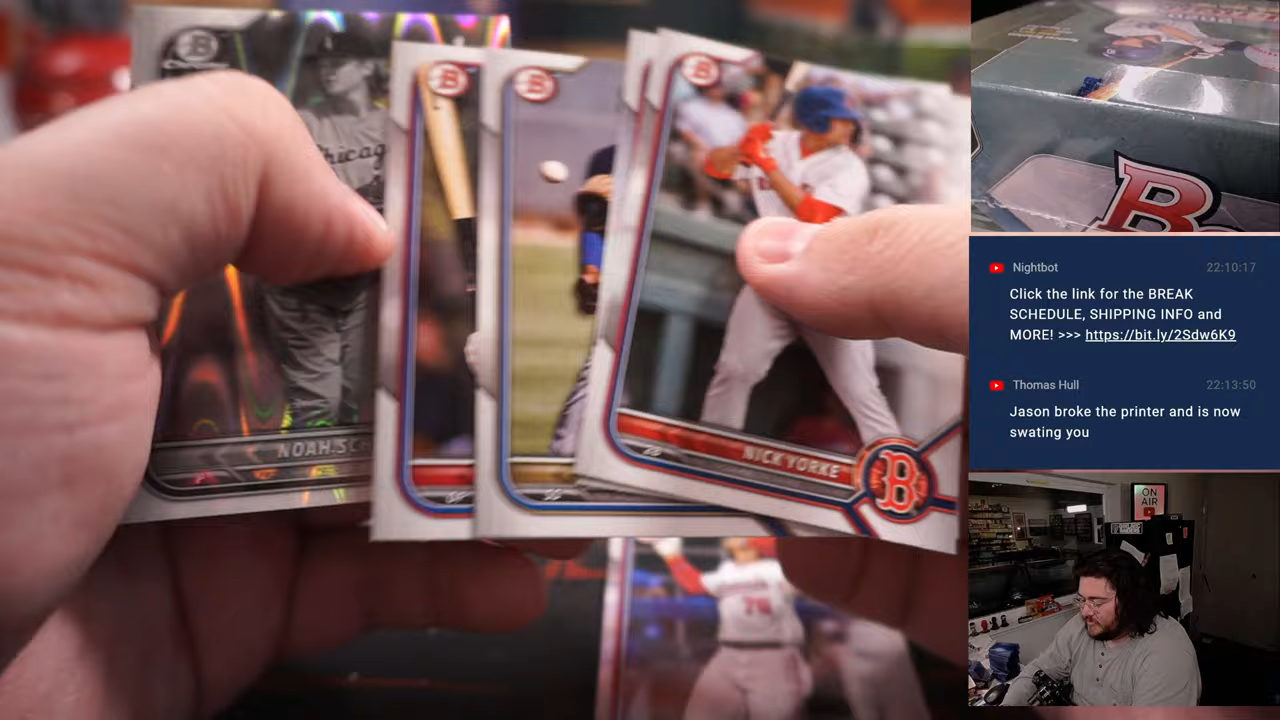 Chicag
NOAH SC
NICK YORKE
B
76
B
Nightbot 22:10:17
Click the link for the BREAK
SCHEDULE, SHIPPING INFO and
MORE! >>> https://bit.ly/2Sdw6K9
Thomas Hull 22:13:50
Jason broke the printer and is now
swating you
ON
AIR